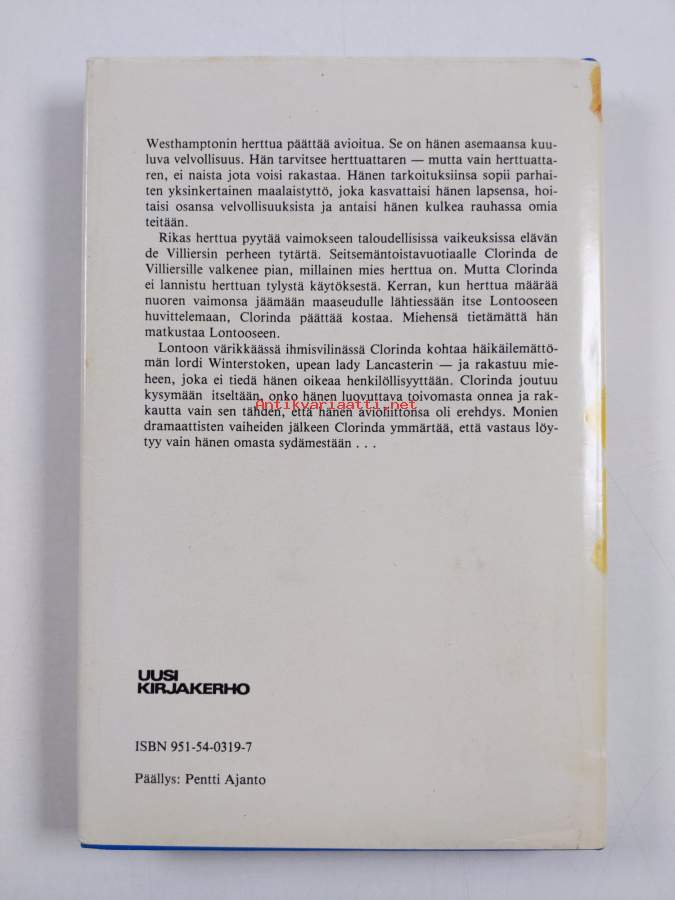 Westhamptonin herttua päättää avioitua. Se on hänen asemaansa kuu-
luva velvollisuus. Hän tarvitsee herttuattaren — mutta vain herttuatta-
ren, ei naista jota voisi rakastaa. Hänen tarkoituksiinsa sopii parhai-
ten yksinkertainen maalaistyttö, joka kasvattaisi hänen lapsensa, hoi-
taisi osansa velvollisuuksista ja antaisi hänen kulkea rauhassa omia
teitään.
Rikas herttua pyytää vaimokseen taloudellisissa vaikeuksissa elävän
de Villiersin perheen tytärtä. Seitsemäntoistavuotiaalle Clorinda de
Villiersille valkenee pian, millainen mies herttua on. Mutta Clorinda
ei lannistu herttuan tylystä käytöksestä. Kerran, kun herttua määrää
nuoren vaimonsa jäämään maaseudulle lähtiessään itse Lontooseen
huvittelemaan, Clorinda päättää kostaa. Miehensä tietämättä hän
matkustaa Lontooseen.
Lontoon värikkäässä ihmisvilinässä Clorinda kohtaa häikäilemättö-
män lordi Winterstoken, upean lady Lancasterin — ja rakastuu mie-
heen, joka ei tiedä hänen oikeaa henkilöllisyyttään. Clorinda joutuu
kysymään itseltään, onko hänen luovuttava toivomasta onnea ja rak-
kautta vain sen tähden, että hänen avioliittonsa oli erehdys. Monien
dramaattisten vaiheiden jälkeen Clorinda ymmärtää, että vastaus löy-
tyy vain hänen omasta sydämestään . . .
Antikvariaatti.net
UUSI
KIRJAKERHO
ISBN 951-54-0319-7
Päällys: Pentti Ajanto